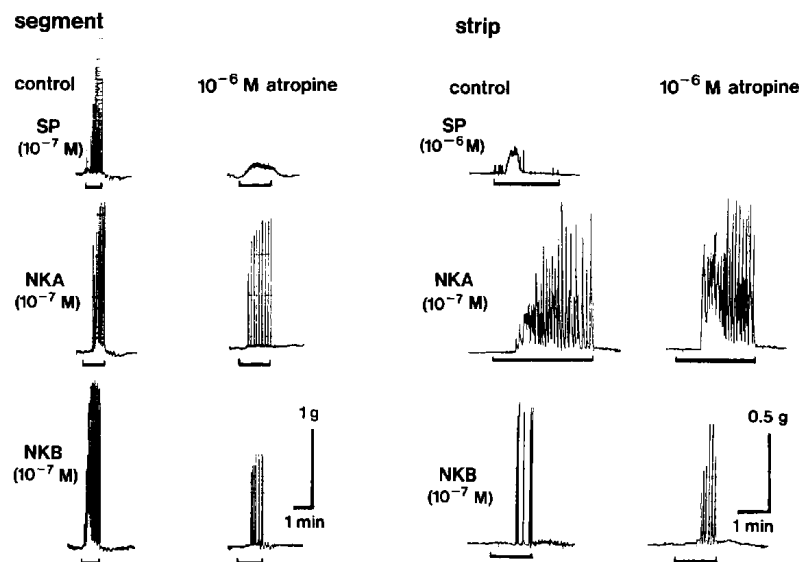 segment
strip
control
10⁻⁶ M atropine
control
10⁻⁶ M atropine
SP
(10⁻⁷ M)
SP
(10⁻⁶ M)
NKA
(10⁻⁷ M)
NKA
(10⁻⁷ M)
NKB
(10⁻⁷ M)
1 g
1 min
NKB
(10⁻⁷ M)
0.5 g
1 min